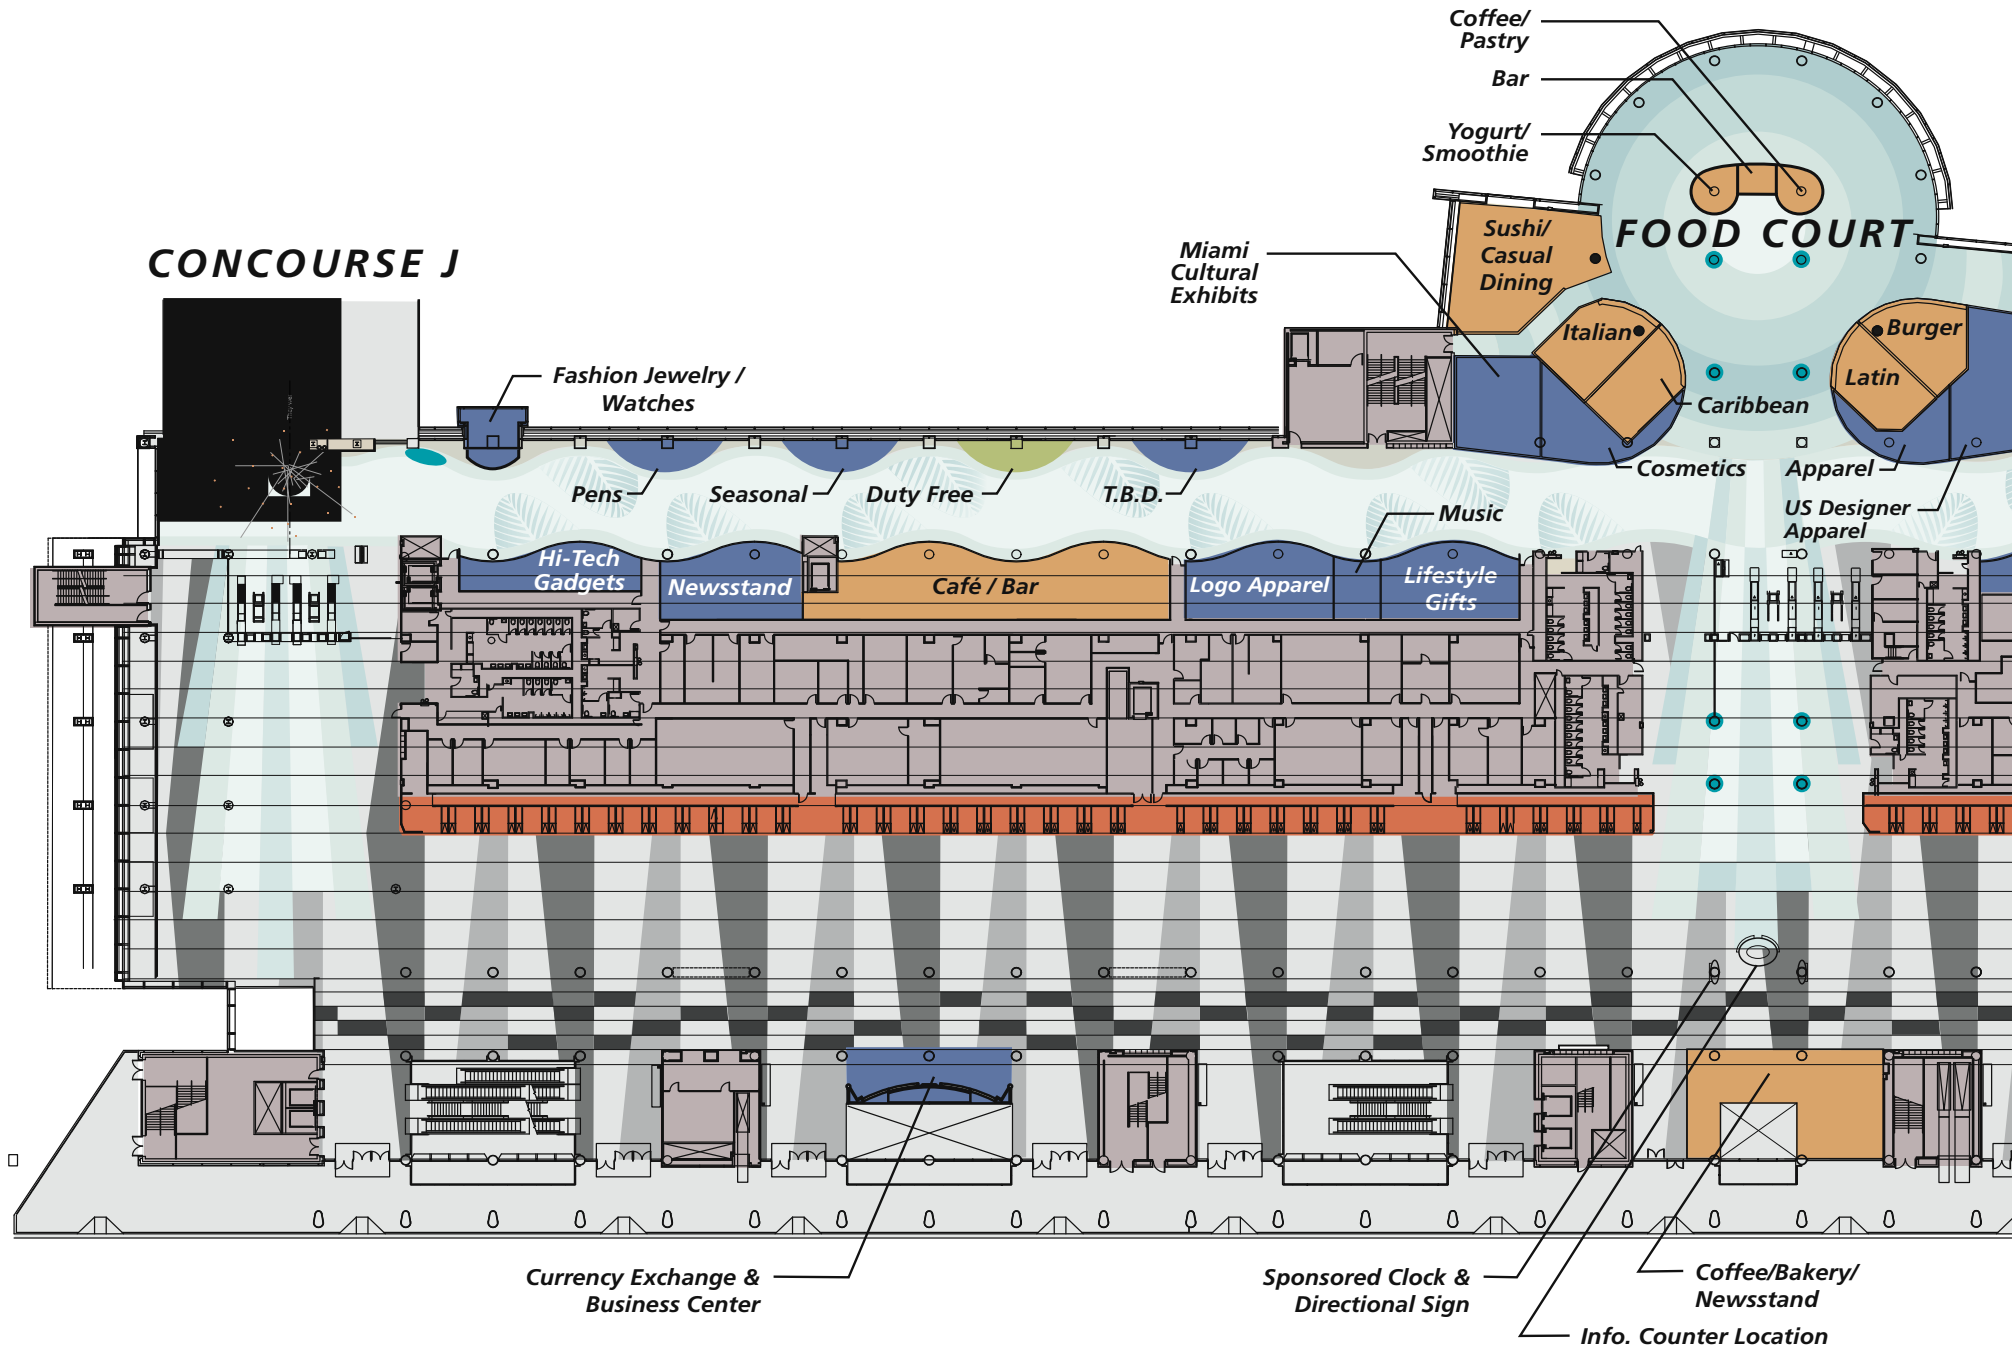 Coffee/
Pastry
Bar
Yogurt/
Smoothie
FOOD COURT
Sushi/
Casual
Dining
Miami
Cultural
Exhibits
CONCOURSE J
Italian
Burger
Latin
Caribbean
Fashion Jewelry /
Watches
Cosmetics
Apparel
Pens
Seasonal
Duty Free
T.B.D.
US Designer
Apparel
Music
Hi-Tech
Gadgets
Newsstand
Café / Bar
Logo Apparel
Lifestyle
Gifts
Currency Exchange &
Business Center
Sponsored Clock &
Directional Sign
Coffee/Bakery/
Newsstand
Info. Counter Location